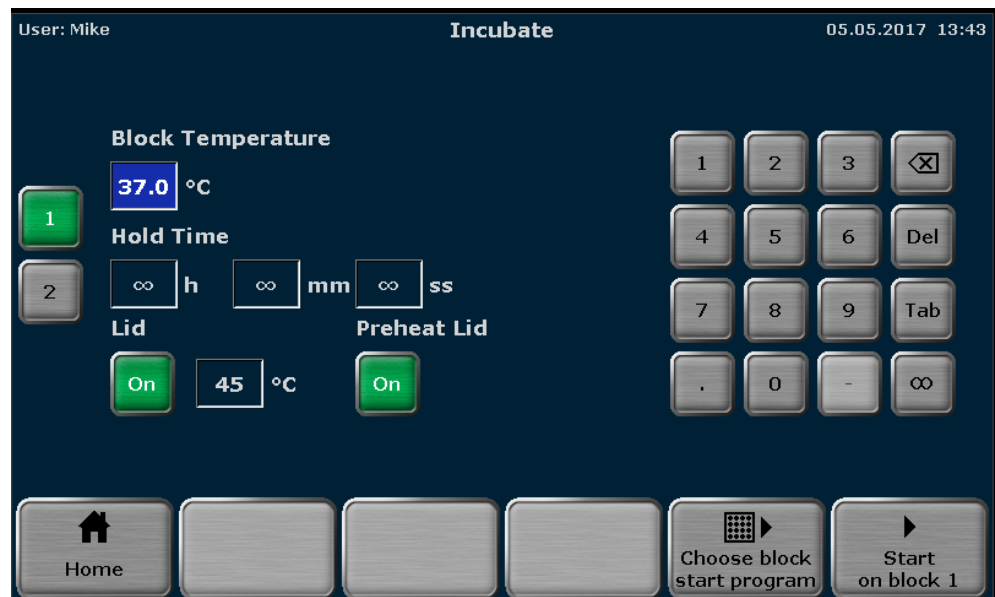 User: Mike
Incubate
05.05.2017 13:43
Block Temperature
37.0 °C
Hold Time
∞ h ∞ mm ∞ ss
Lid
Preheat Lid
On 45 °C On
1
2
1 2 3
4 5 6 Del
7 8 9 Tab
. 0 - ∞
Home
Choose block
start program
Start
on block 1